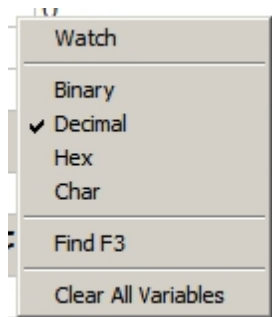 Watch
Binary
Decimal
Hex
Char
Find F3
Clear All Variables